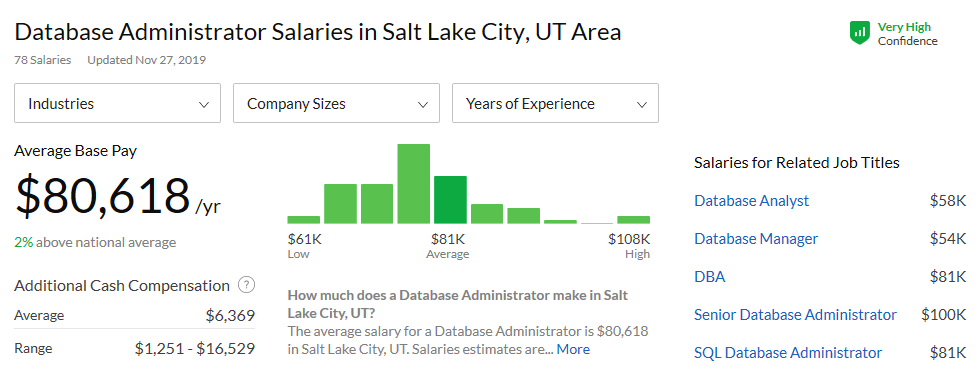 Database Administrator Salaries in Salt Lake City, UT Area
Very High
Confidence
78 Salaries Updated Nov 27, 2019
Industries
Company Sizes
Years of Experience
Average Base Pay
$80,618 /yr
2% above national average
Additional Cash Compensation ?
Average $6,369
Range $1,251 - $16,529
$61K
Low
$81K
Average
$108K
High
How much does a Database Administrator make in Salt
Lake City, UT?
The average salary for a Database Administrator is $80,618
in Salt Lake City, UT. Salaries estimates are... More
Salaries for Related Job Titles
Database Analyst $58K
Database Manager $54K
DBA $81K
Senior Database Administrator $100K
SQL Database Administrator $81K